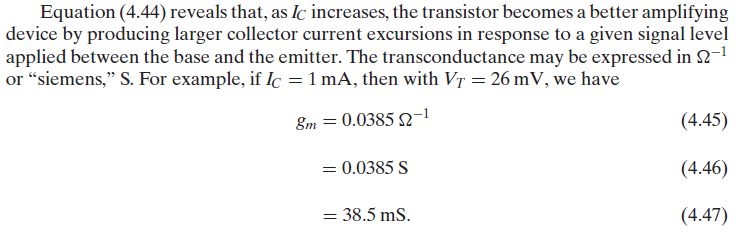 Equation (4.44) reveals that, as I_C increases, the transistor becomes a better amplifying
device by producing larger collector current excursions in response to a given signal level
applied between the base and the emitter. The transconductance may be expressed in Ω⁻¹
or “siemens,” S. For example, if I_C = 1 mA, then with V_T = 26 mV, we have
g_m = 0.0385 Ω⁻¹ (4.45)
= 0.0385 S (4.46)
= 38.5 mS. (4.47)